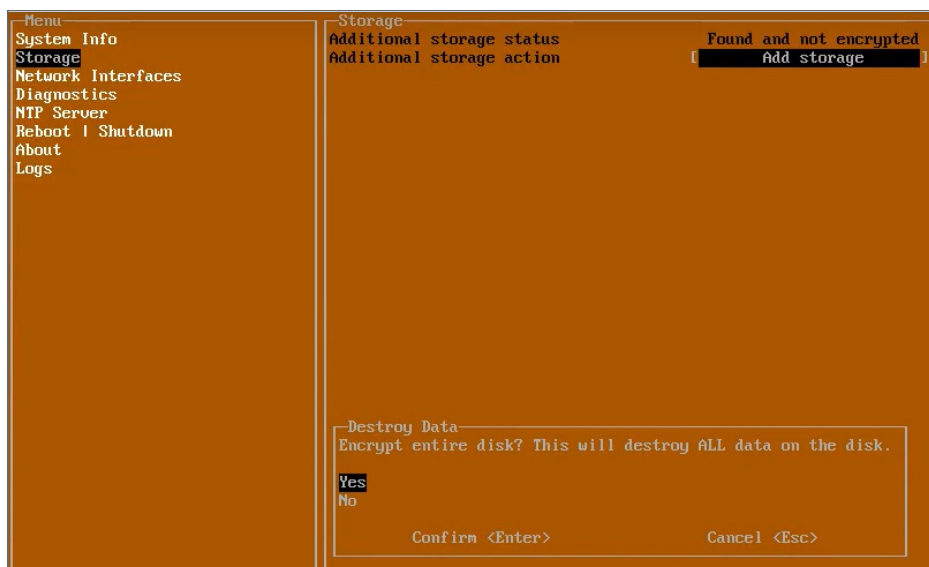 Menu
System Info
Storage
Network Interfaces
Diagnostics
NTP Server
Reboot | Shutdown
About
Logs
Storage
Additional storage status Found and not encrypted
Additional storage action [ Add storage ]
Destroy Data
Encrypt entire disk? This will destroy ALL data on the disk.
Yes
No
Confirm <Enter> Cancel <Esc>